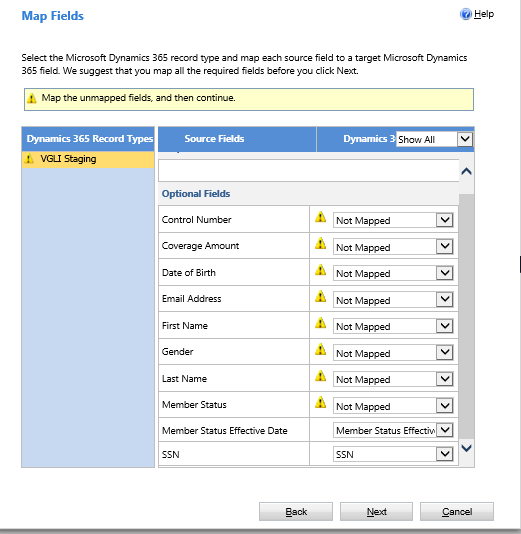 Map Fields
Help
Select the Microsoft Dynamics 365 record type and map each source field to a target Microsoft Dynamics
365 field. We suggest that you map all the required fields before you click Next.
Map the unmapped fields, and then continue.
Dynamics 365 Record Types Source Fields Dynamics 3 Show All
VGLI Staging
Optional Fields
Control Number Not Mapped
Coverage Amount Not Mapped
Date of Birth Not Mapped
Email Address Not Mapped
First Name Not Mapped
Gender Not Mapped
Last Name Not Mapped
Member Status Not Mapped
Member Status Effective Date Member Status Effectiv
SSN SSN
Back Next Cancel